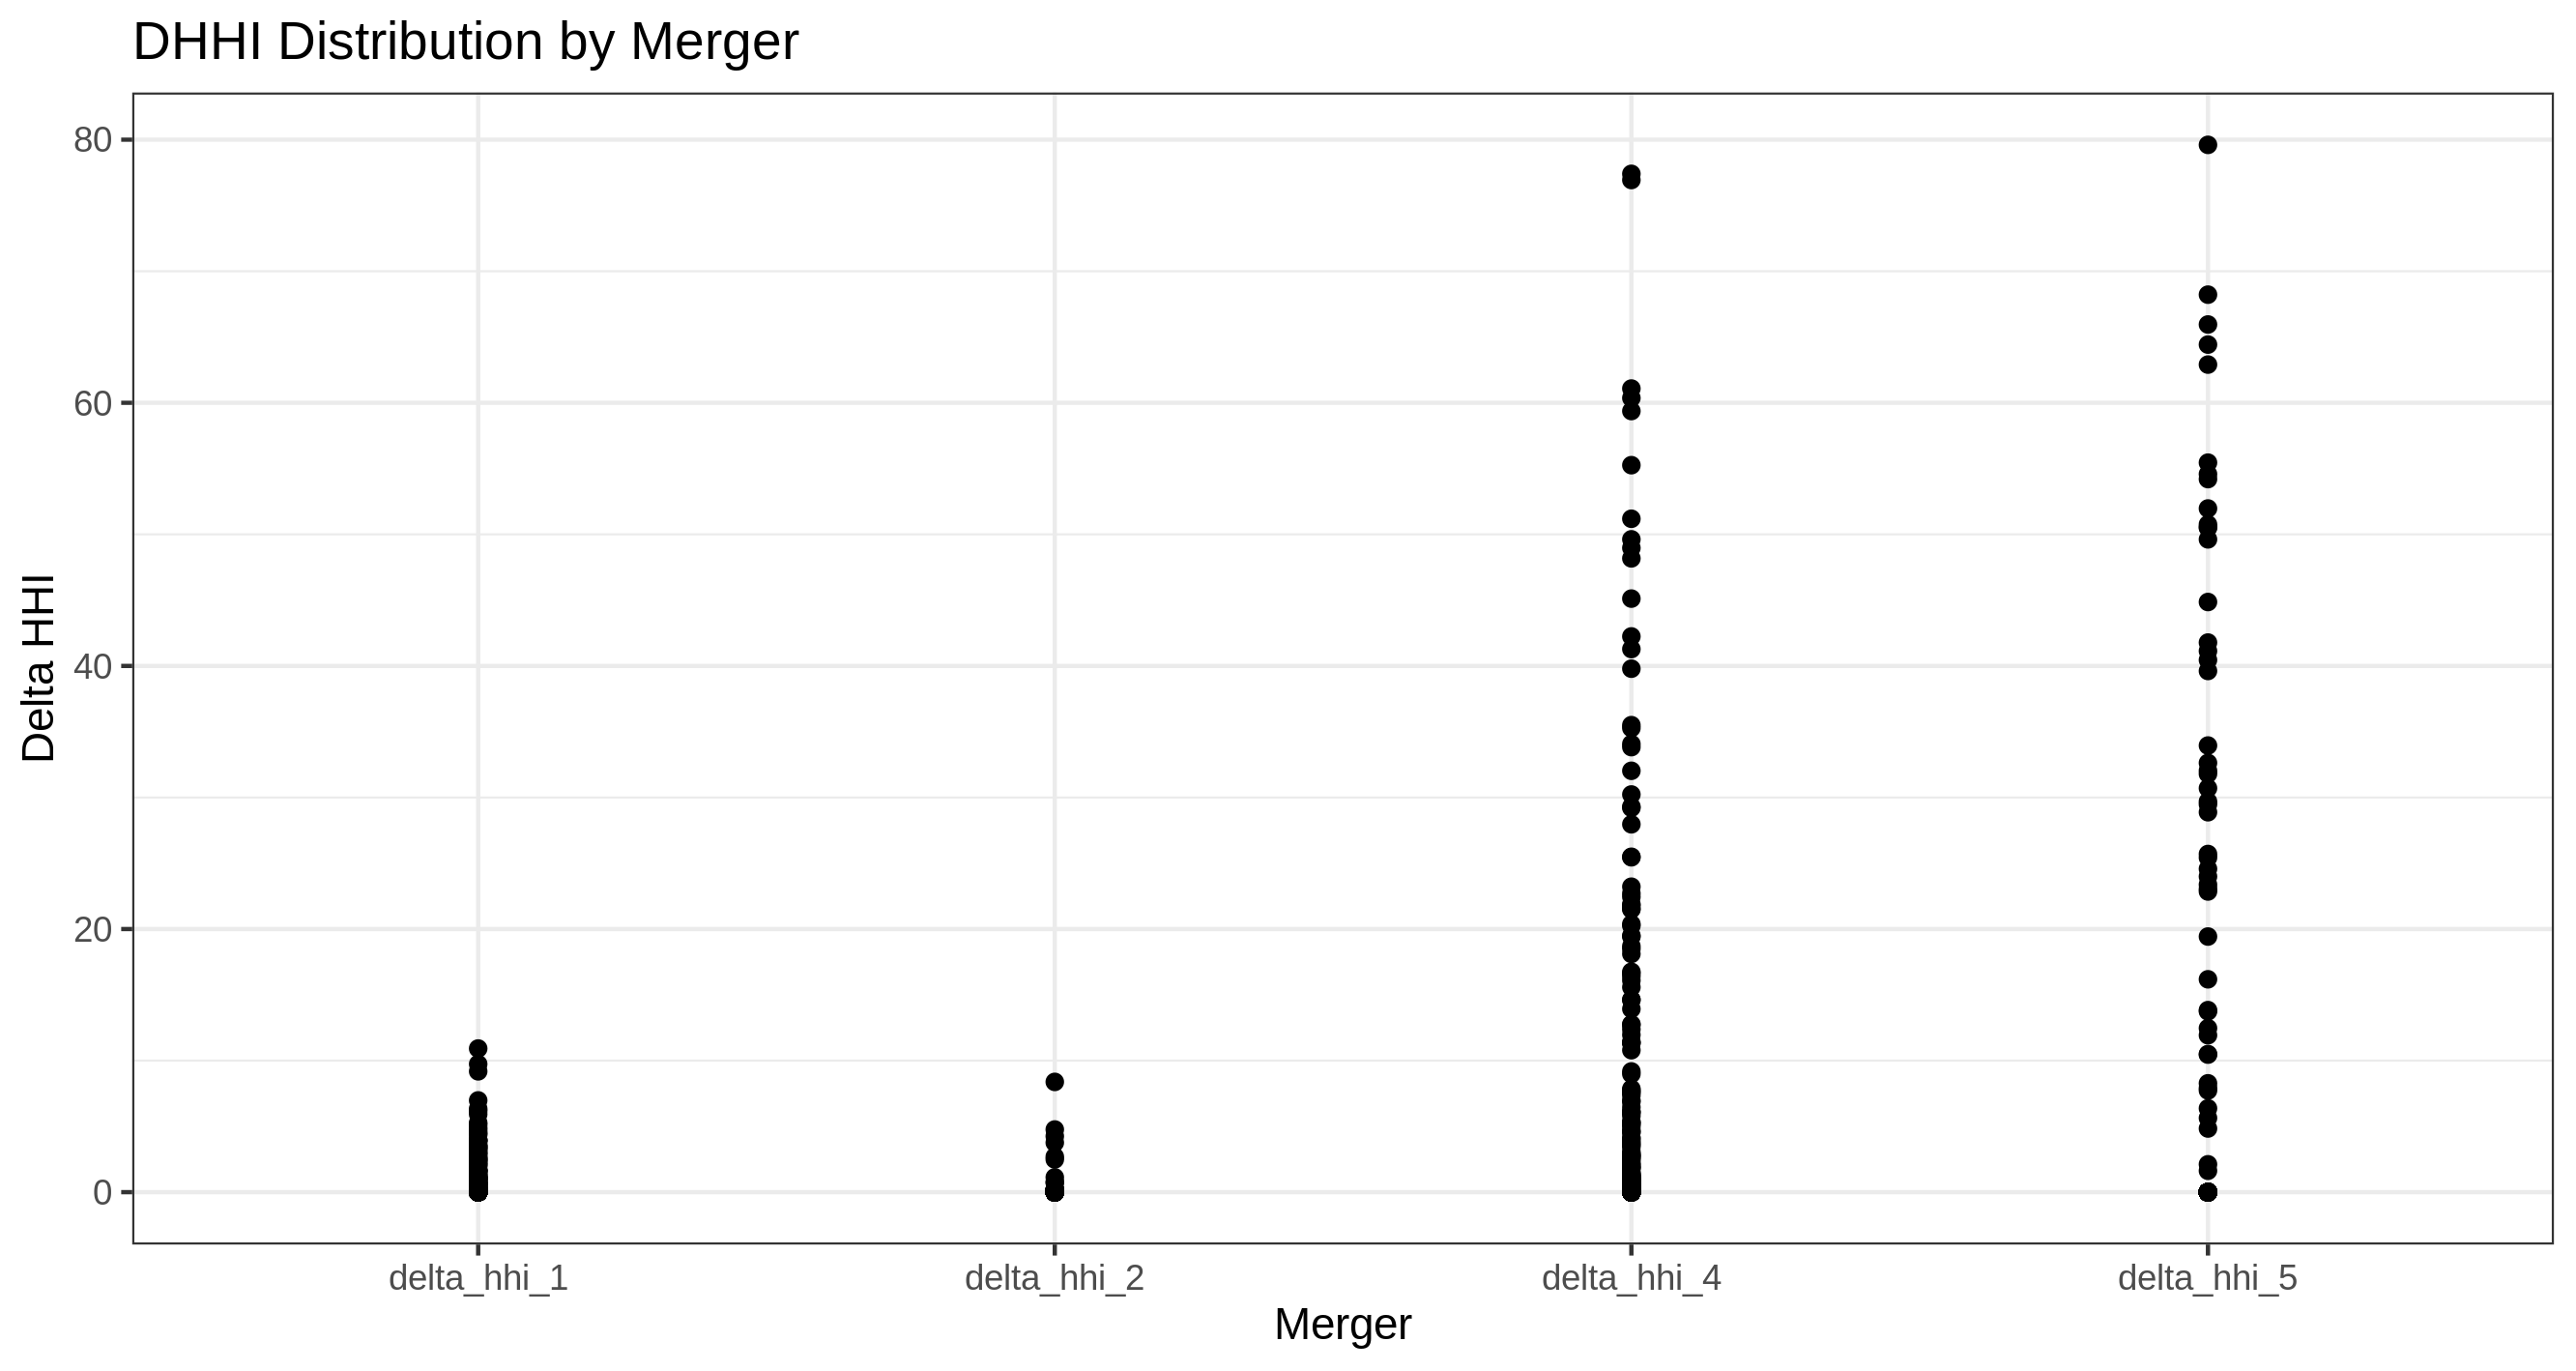 DHHI Distribution by Merger
Delta HHI
80
60
40
20
0
delta_hhi_1 delta_hhi_2 delta_hhi_4 delta_hhi_5
Merger